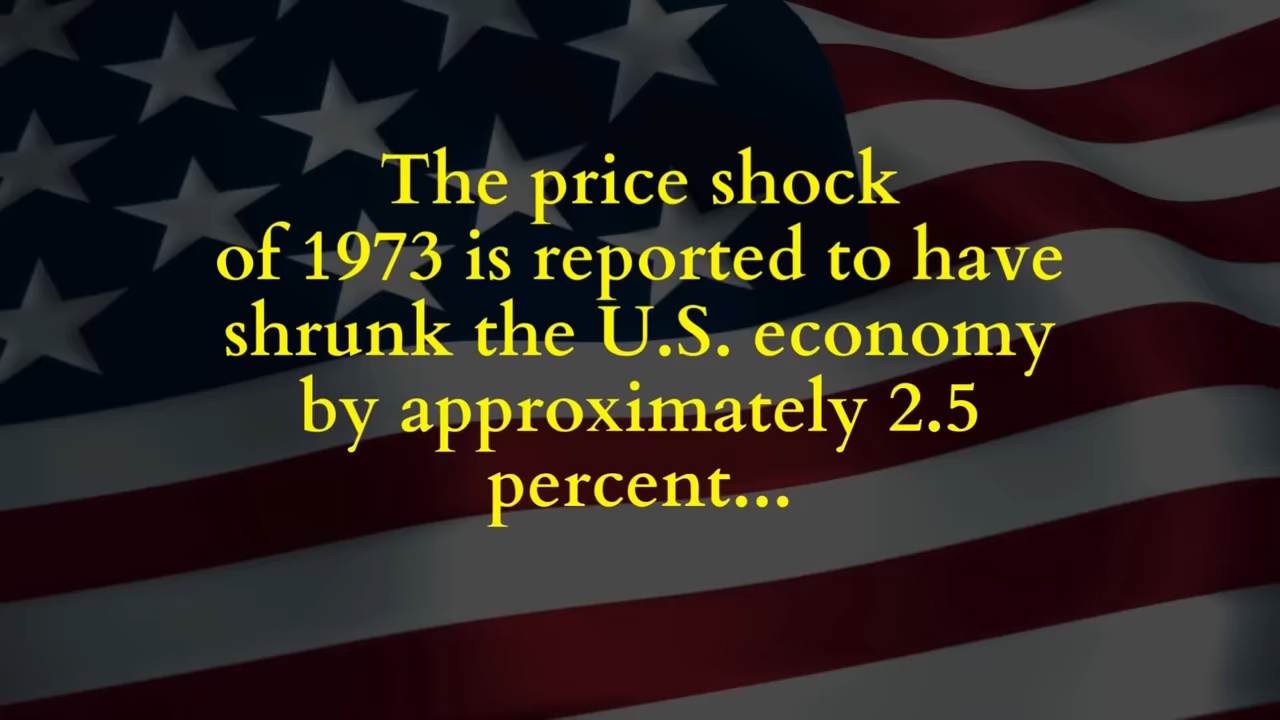 The price shock
of 1973 is reported to have
shrunk the U.S. economy
by approximately 2.5
percent...